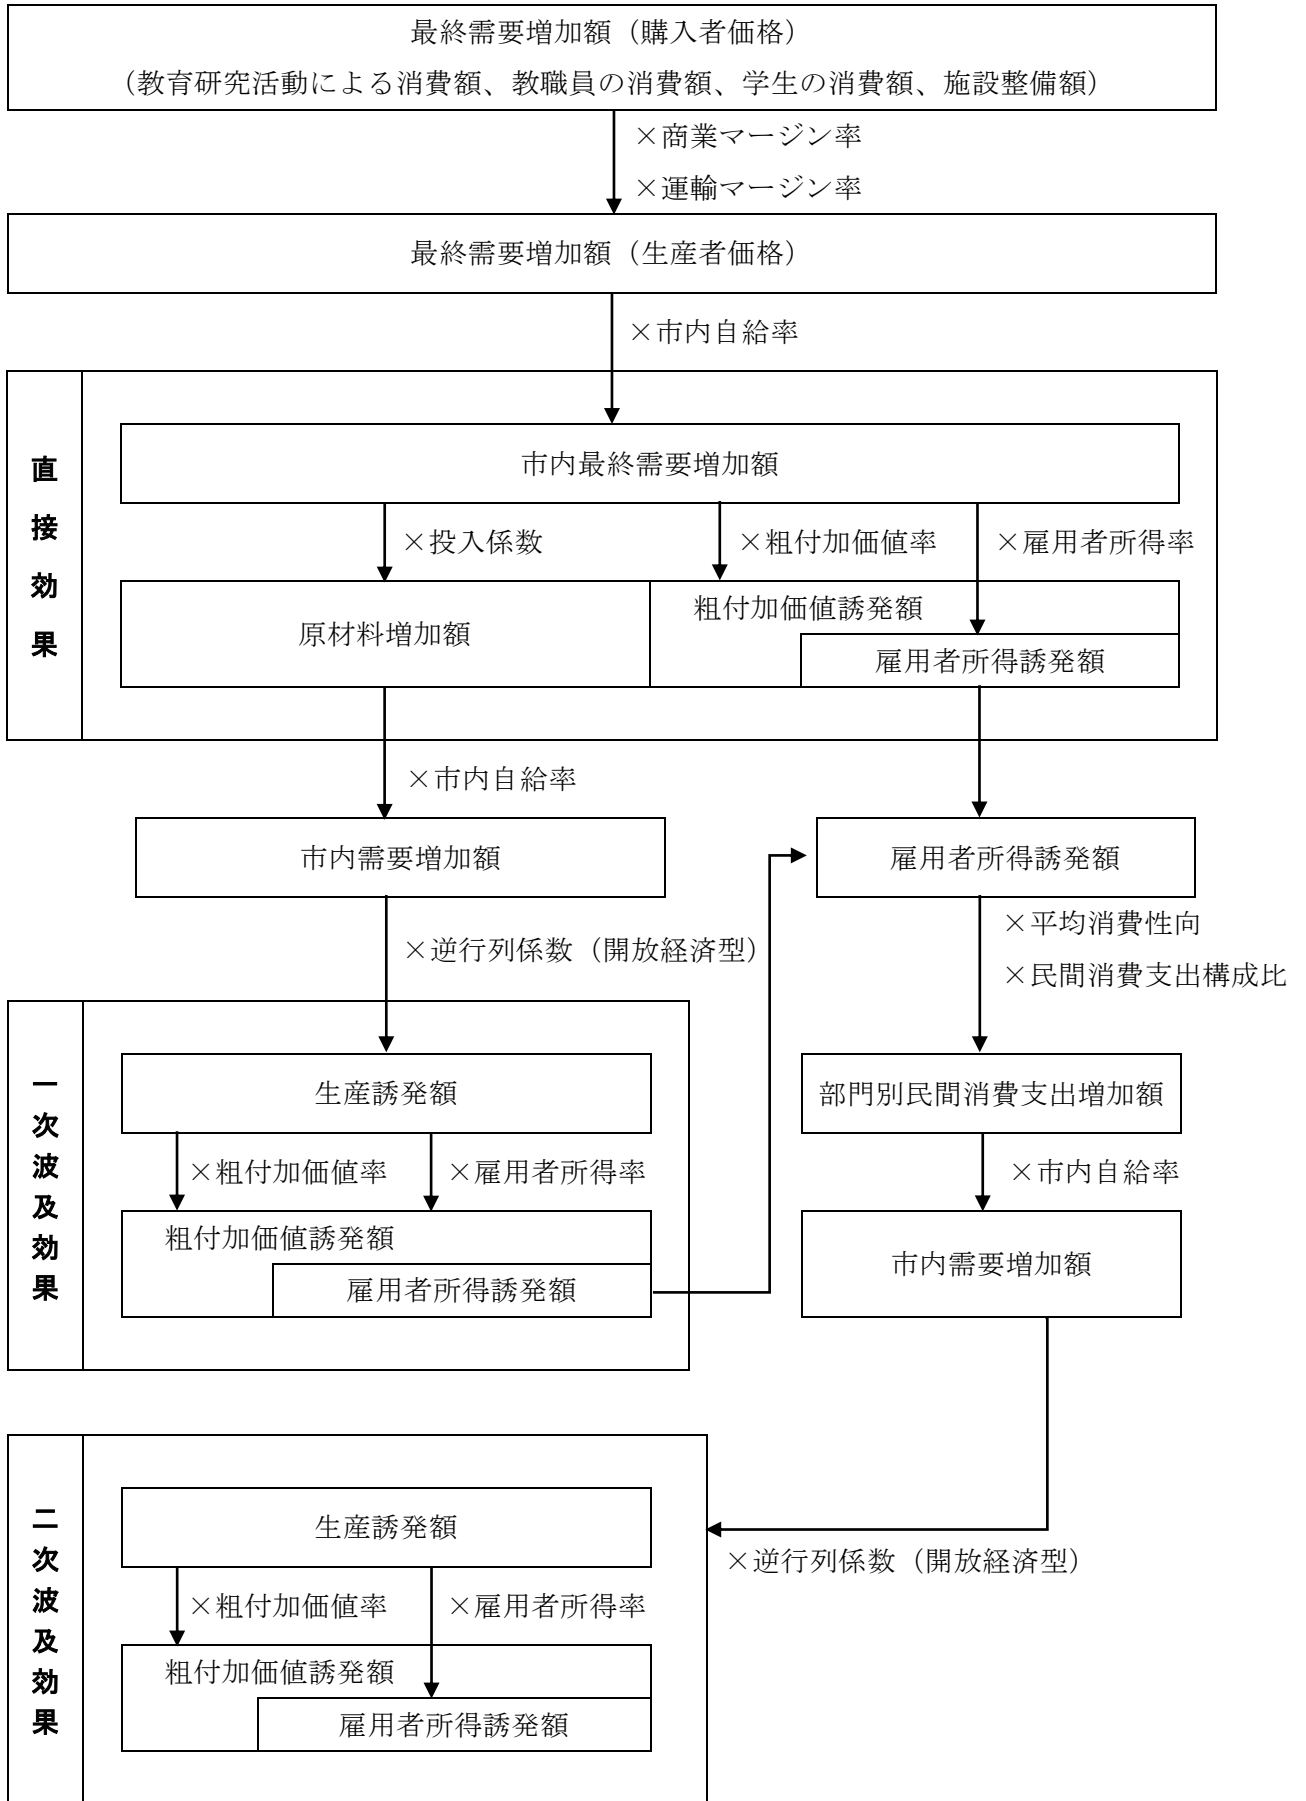 最終需要増加額（購入者価格）
（教育研究活動による消費額、教職員の消費額、学生の消費額、施設整備額）
×商業マージン率
×運輸マージン率
最終需要増加額（生産者価格）
×市内自給率
直接効果
市内最終需要増加額
×投入係数
×粗付加価値率
×雇用者所得率
原材料増加額
粗付加価値誘発額
雇用者所得誘発額
×市内自給率
市内需要増加額
雇用者所得誘発額
×逆行列係数（開放経済型）
×平均消費性向
×民間消費支出構成比
一次波及効果
生産誘発額
×粗付加価値率
×雇用者所得率
粗付加価値誘発額
雇用者所得誘発額
部門別民間消費支出増加額
×市内自給率
市内需要増加額
×逆行列係数（開放経済型）
二次波及効果
生産誘発額
×粗付加価値率
×雇用者所得率
粗付加価値誘発額
雇用者所得誘発額